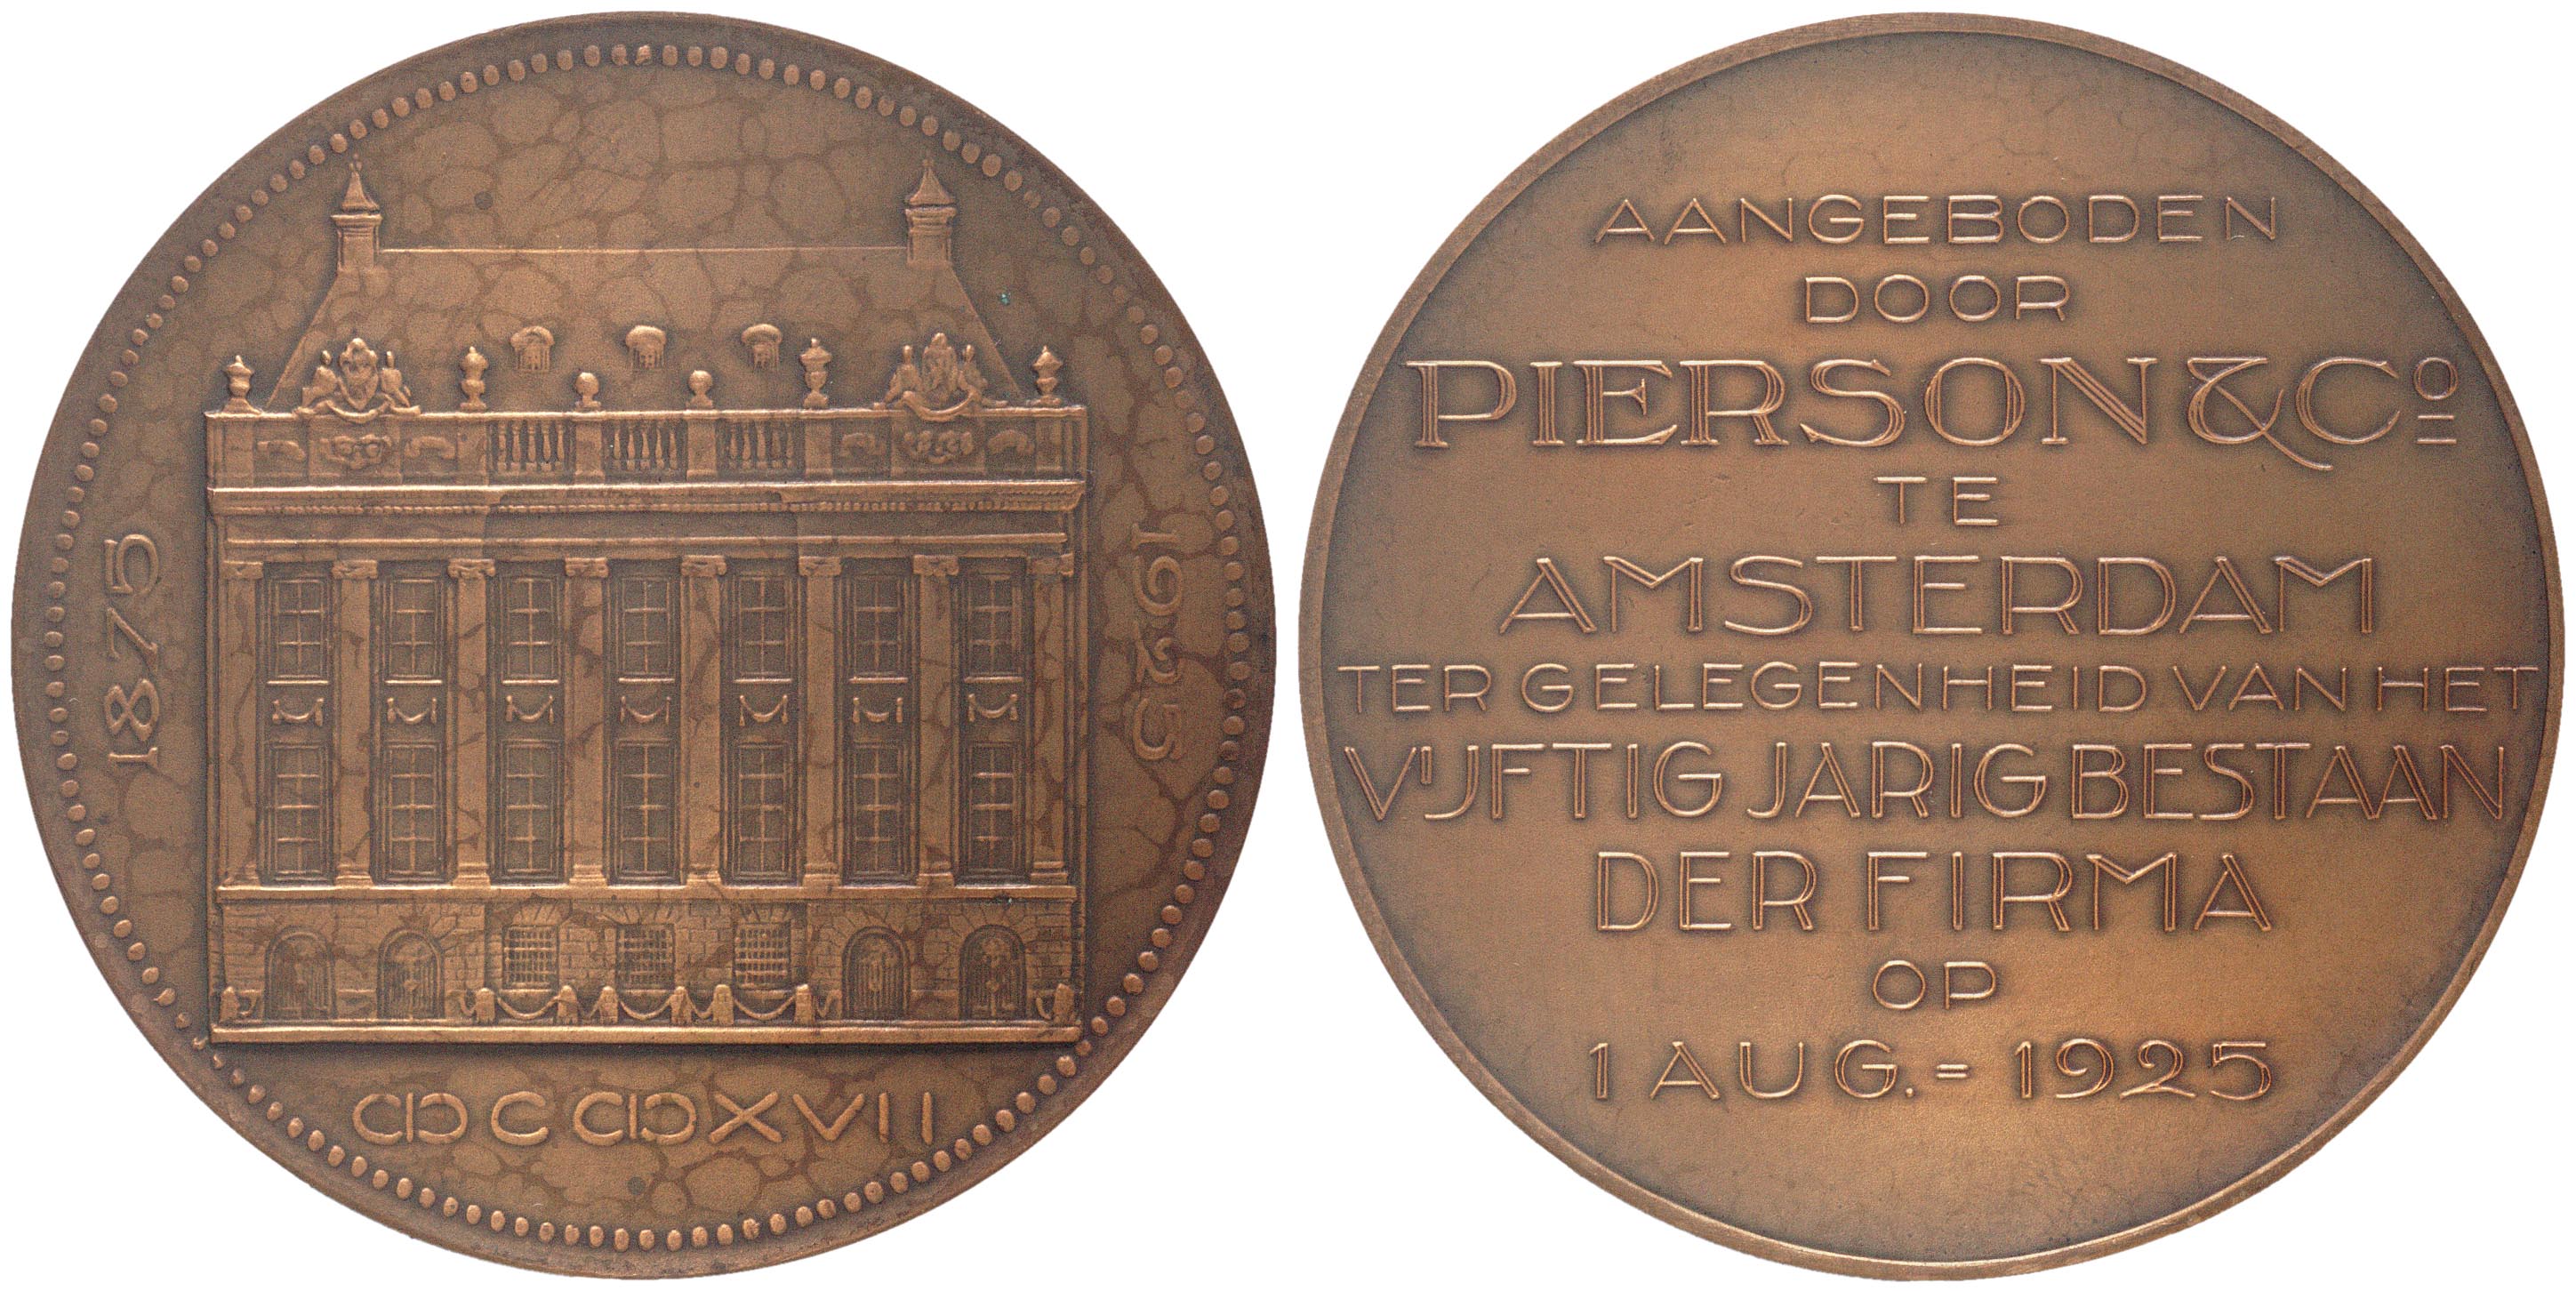 1875
1925
ↀCCↀXVII
AANGEBODEN
DOOR
PIERSON & Cº
TE
AMSTERDAM
TER GELEGENHEID VAN HET
VIJFTIG JARIG BESTAAN
DER FIRMA
OP
1 AUG.= 1925